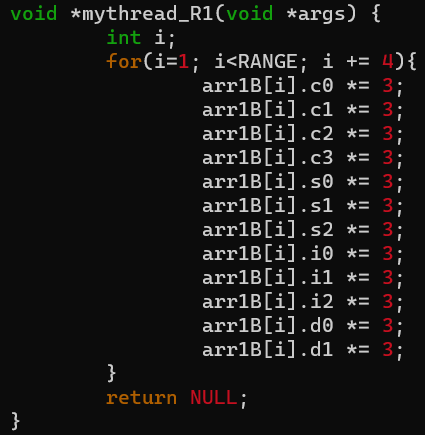 void *mythread_R1(void *args) {
        int i;
        for(i=1; i<RANGE; i += 4){
                arr1B[i].c0 *= 3;
                arr1B[i].c1 *= 3;
                arr1B[i].c2 *= 3;
                arr1B[i].c3 *= 3;
                arr1B[i].s0 *= 3;
                arr1B[i].s1 *= 3;
                arr1B[i].s2 *= 3;
                arr1B[i].i0 *= 3;
                arr1B[i].i1 *= 3;
                arr1B[i].i2 *= 3;
                arr1B[i].d0 *= 3;
                arr1B[i].d1 *= 3;
        }
        return NULL;
}